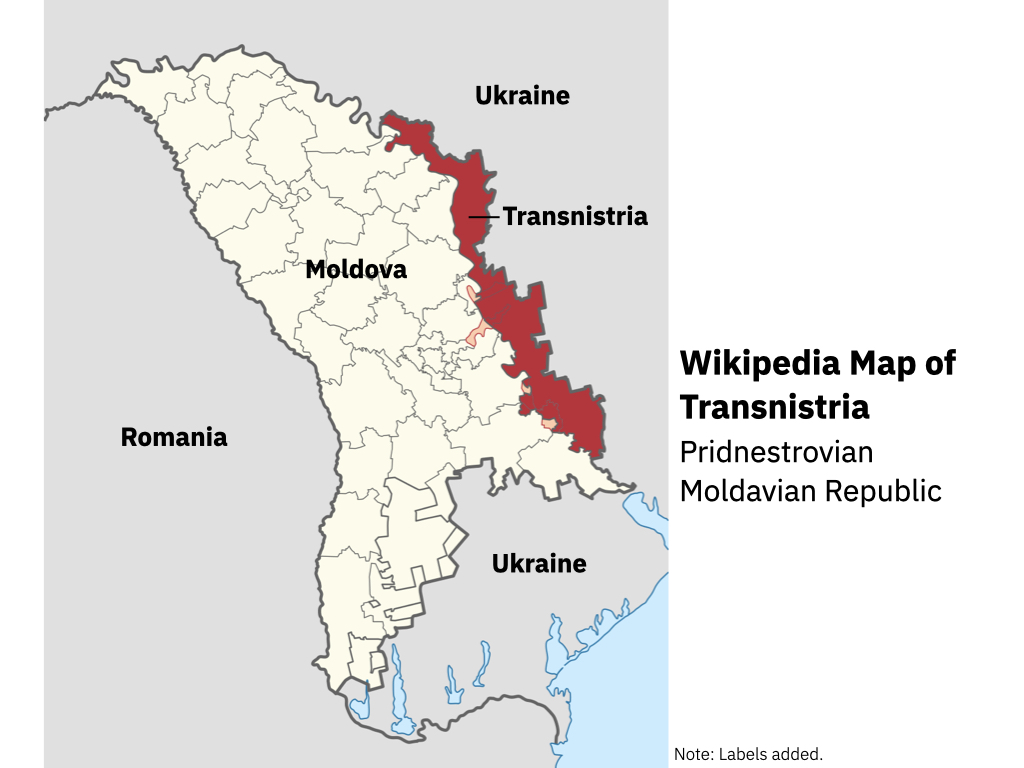 Ukraine
Transnistria
Moldova
Romania
Ukraine
Wikipedia Map of
Transnistria
Pridnestrovian
Moldavian Republic
Note: Labels added.